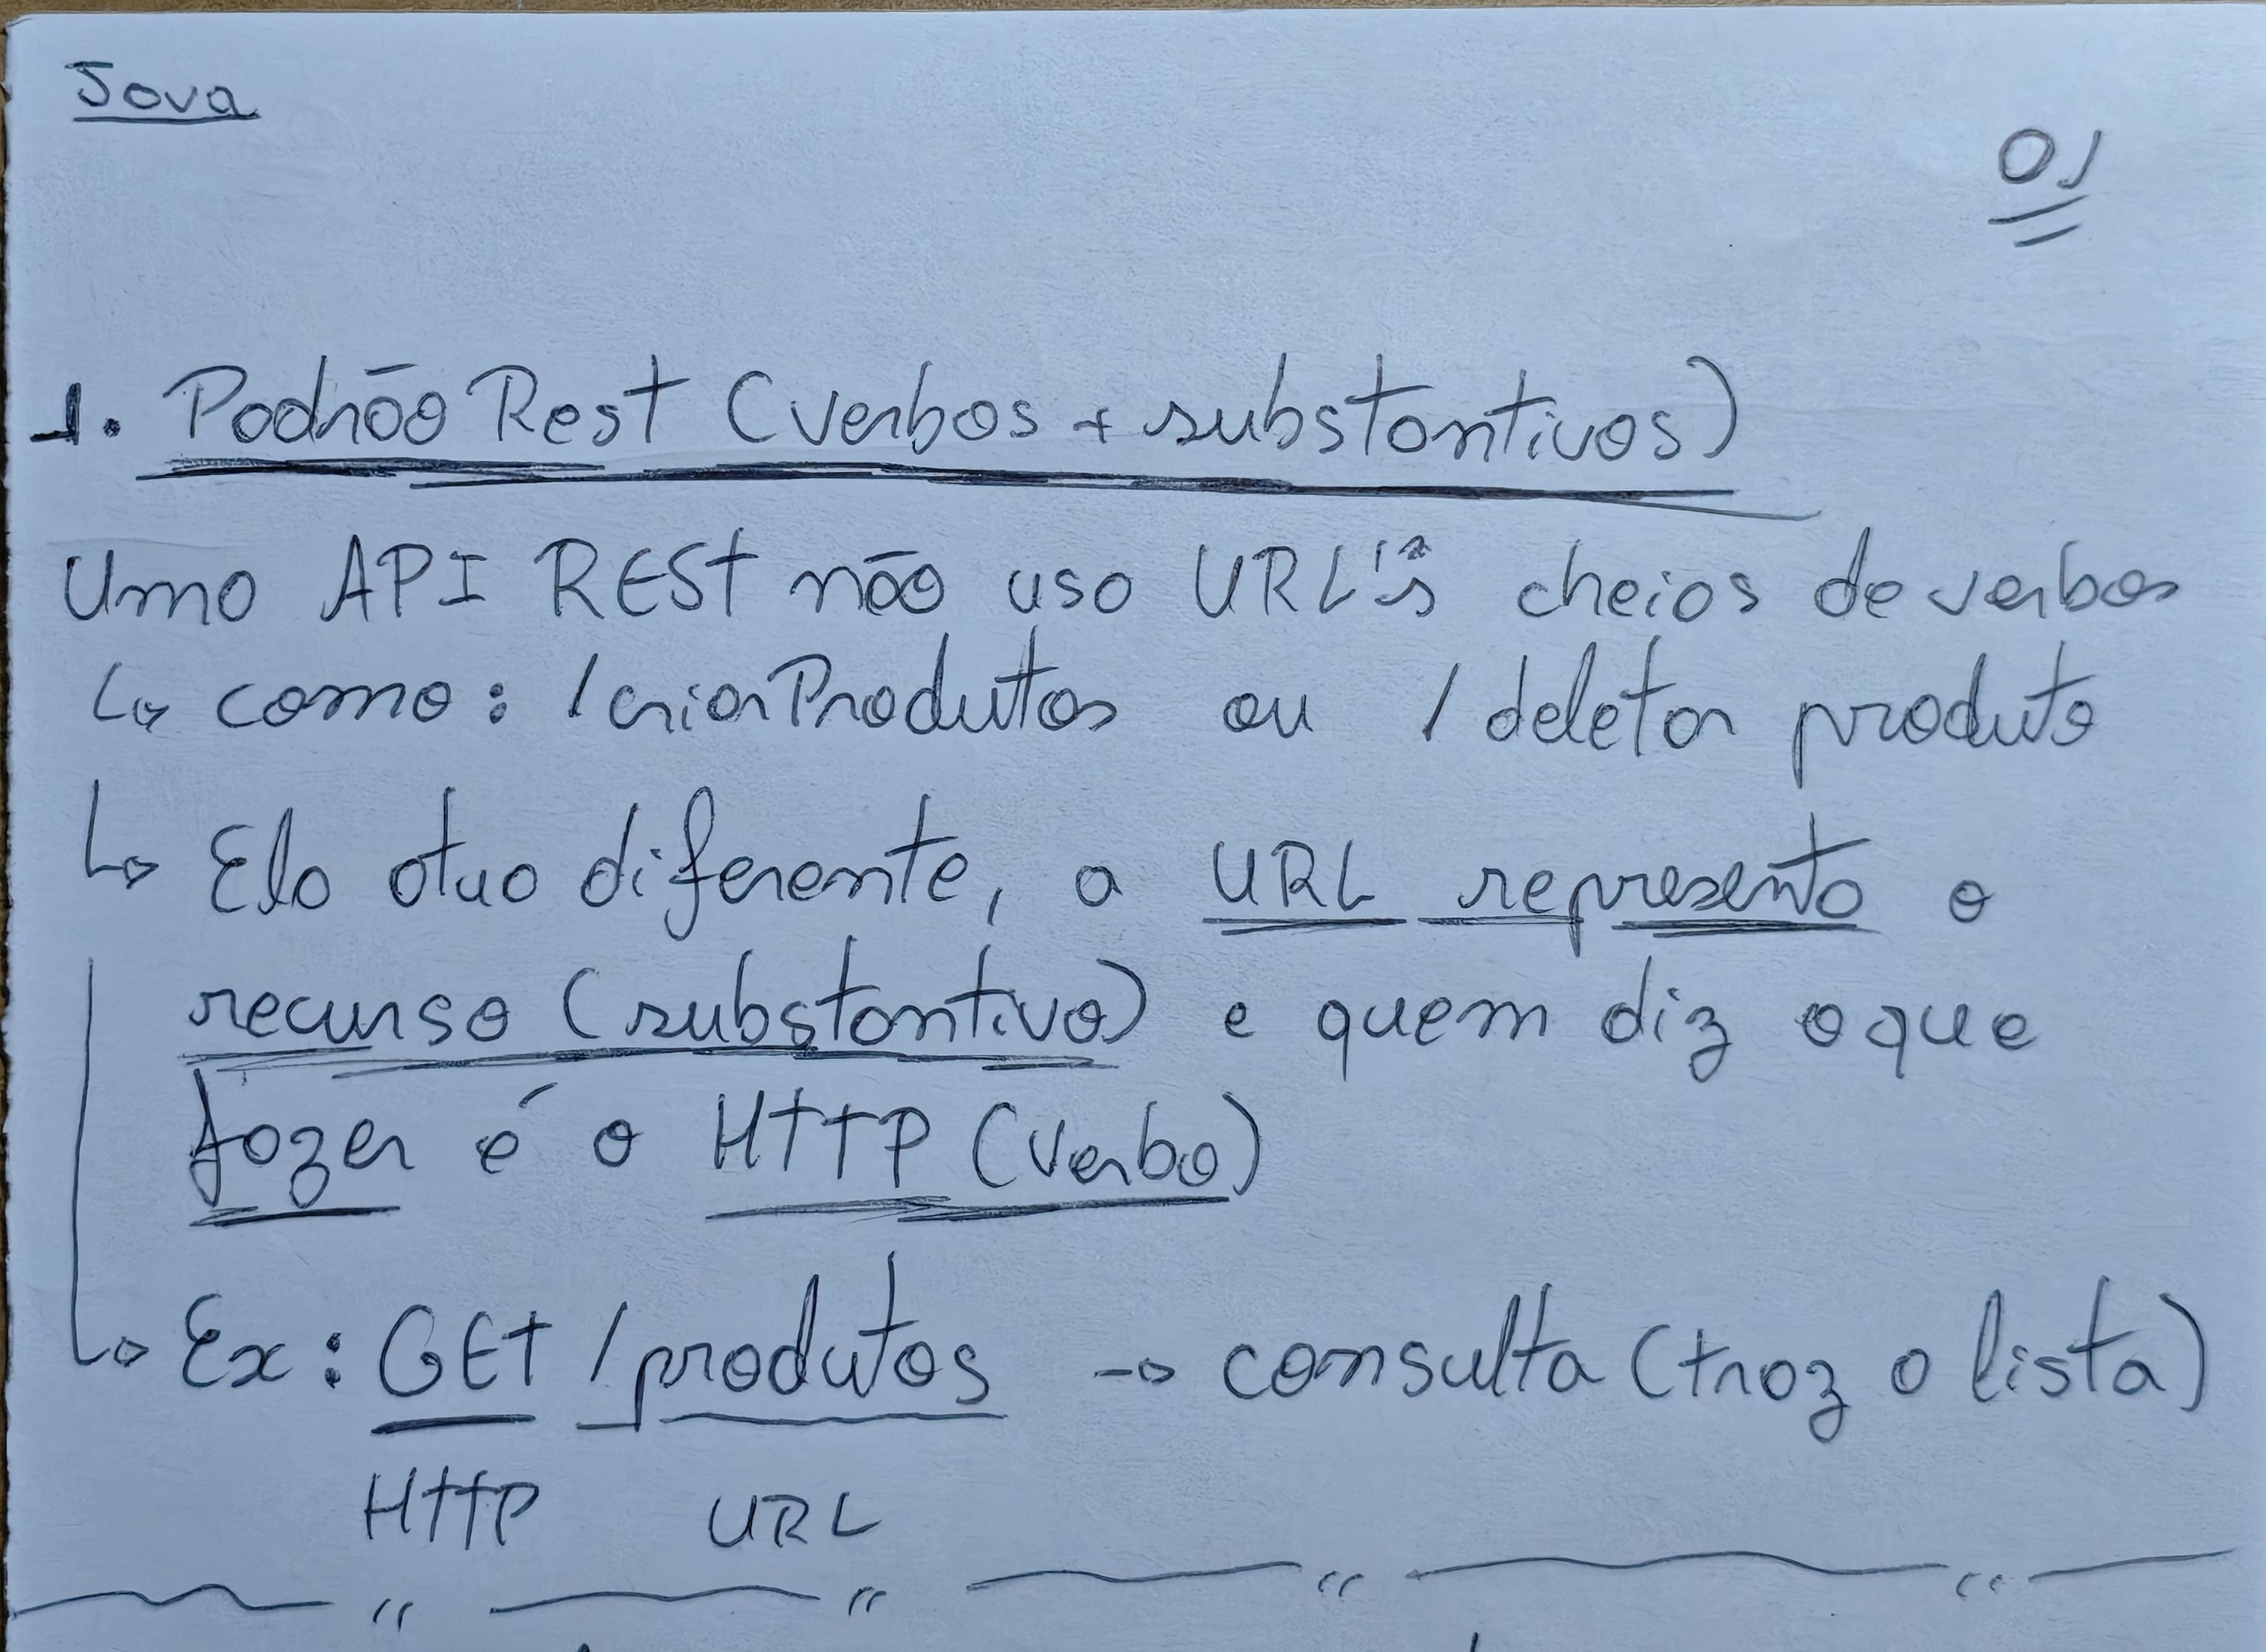 Java
01
1. Padrão Rest (verbos + substantivos)
Uma API REST não usa URL's cheias de verbos
↳ como: /criarProdutos ou /deletar produto
↳ Ela atua diferente, a URL representa o
recurso (substantivo) e quem diz o que
fazer é o HTTP (verbo)
↳ Ex: GET /produtos → consulta (traz a lista)
HTTP URL